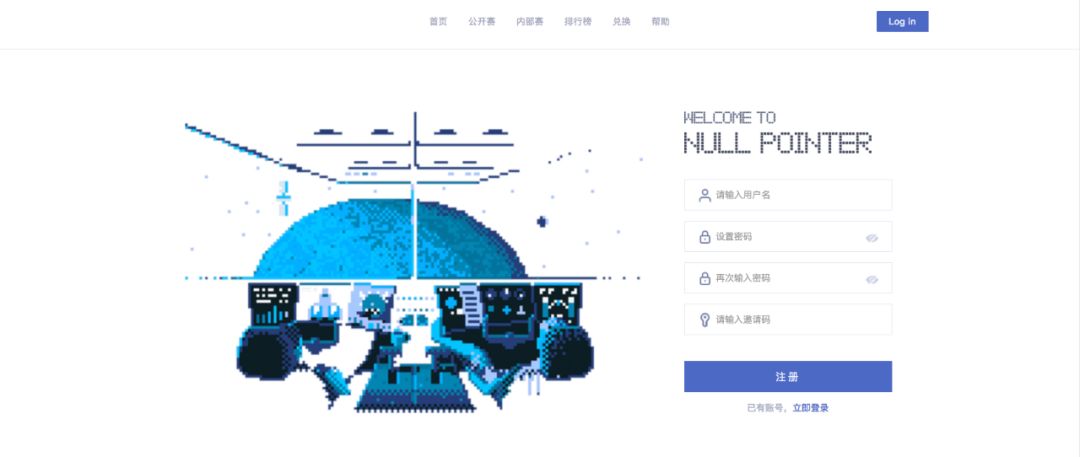 首页 公开赛 内部赛 排行榜 兑换 帮助 Log in
WELCOME TO
NULL POINTER
请输入用户名
设置密码
再次输入密码
请输入邀请码
注册
已有账号，立即登录